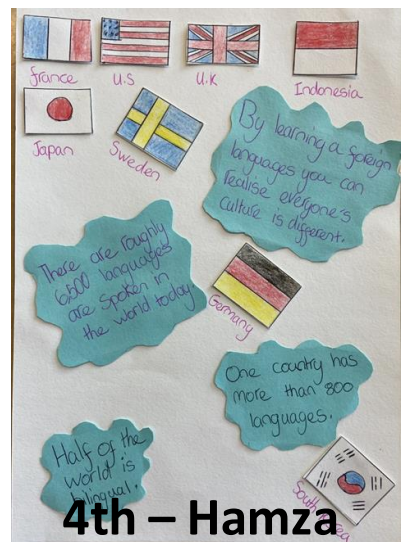 france
U.S
U.K
Indonesia
Japan
Sweden
By learning a foreign
languages you can
realise everyone's
culture is different.
There are roughly
6500 languages
are spoken in
the world today.
Germany
One country has
more than 800
languages.
Half of the
world is
bilingual.
South
4th – Hamza